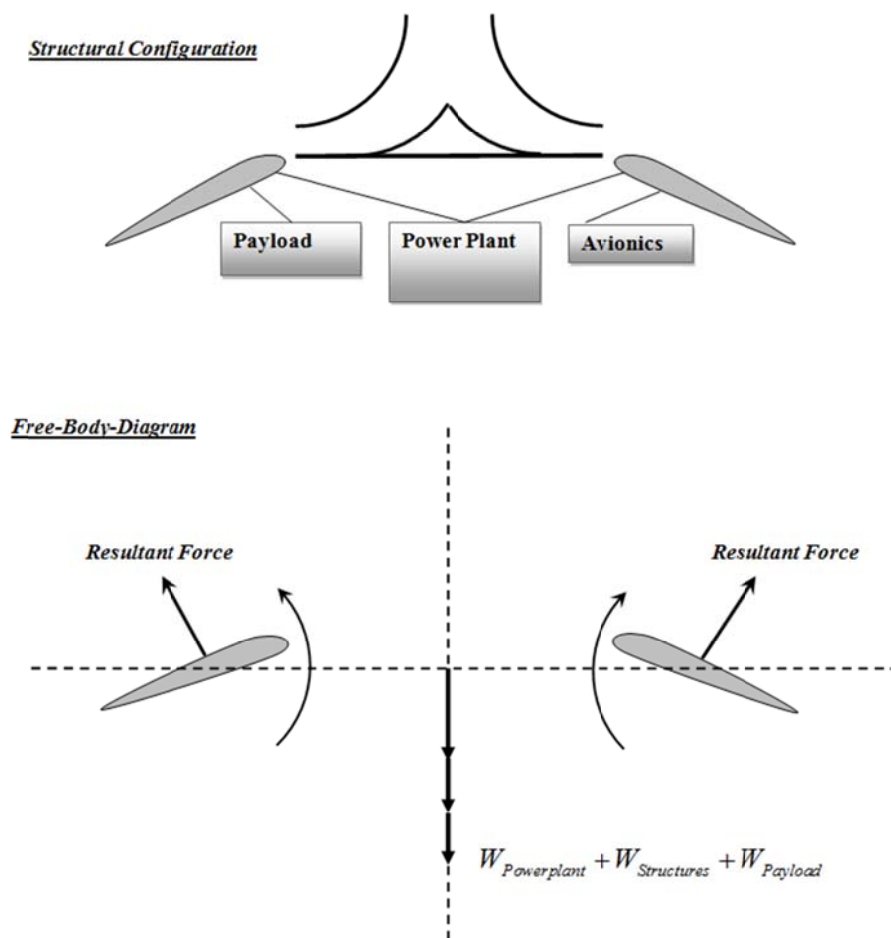 Structural Configuration
Payload
Power Plant
Avionics
Free-Body-Diagram
Resultant Force
Resultant Force
W_Powerplant + W_Structures + W_Payload